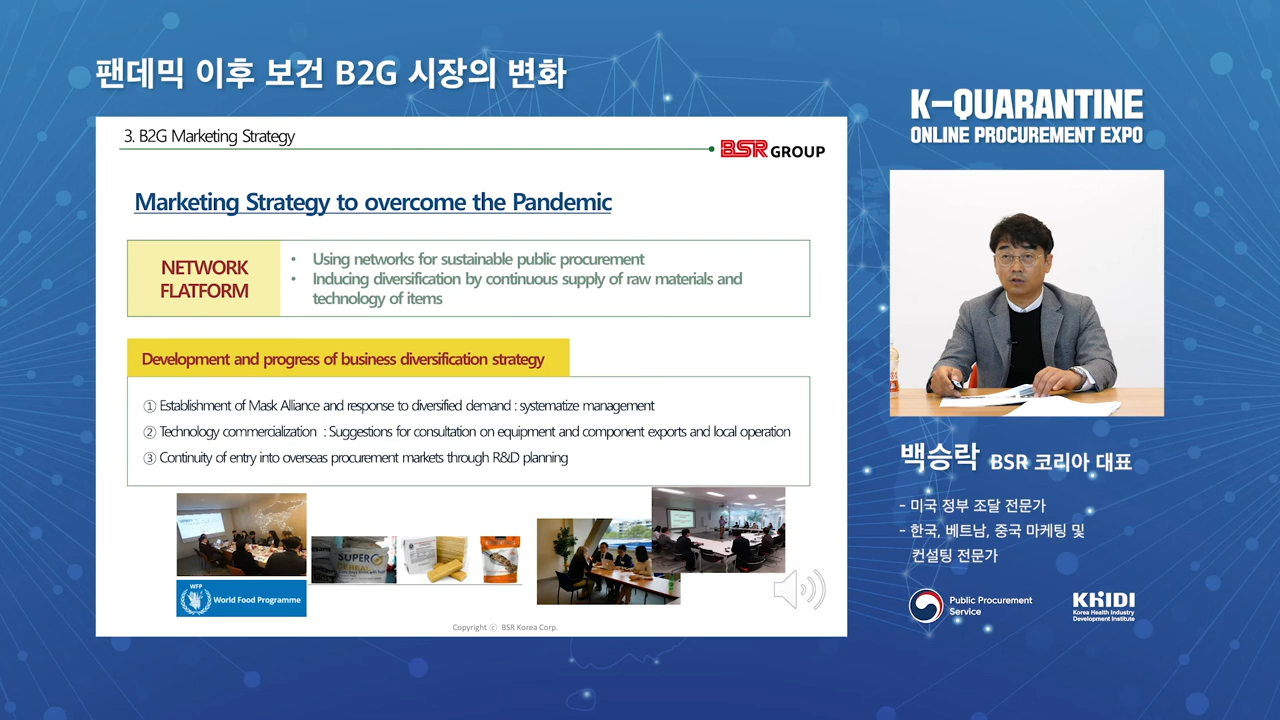 팬데믹 이후 보건 B2G 시장의 변화
K-QUARANTINE
ONLINE PROCUREMENT EXPO
3. B2G Marketing Strategy
BSR GROUP
Marketing Strategy to overcome the Pandemic
NETWORK
FLATFORM
• Using networks for sustainable public procurement
• Inducing diversification by continuous supply of raw materials and
technology of items
Development and progress of business diversification strategy
① Establishment of Mask Alliance and response to diversified demand : systematize management
② Technology commercialization : Suggestions for consultation on equipment and component exports and local operation
③ Continuity of entry into overseas procurement markets through R&D planning
SUPER
CEREAL
WFP
World Food Programme
Copyright ⓒ BSR Korea Corp.
백승락 BSR 코리아 대표
- 미국 정부 조달 전문가
- 한국, 베트남, 중국 마케팅 및
컨설팅 전문가
Public Procurement
Service
KHIDI
Korea Health Industry
Development Institute